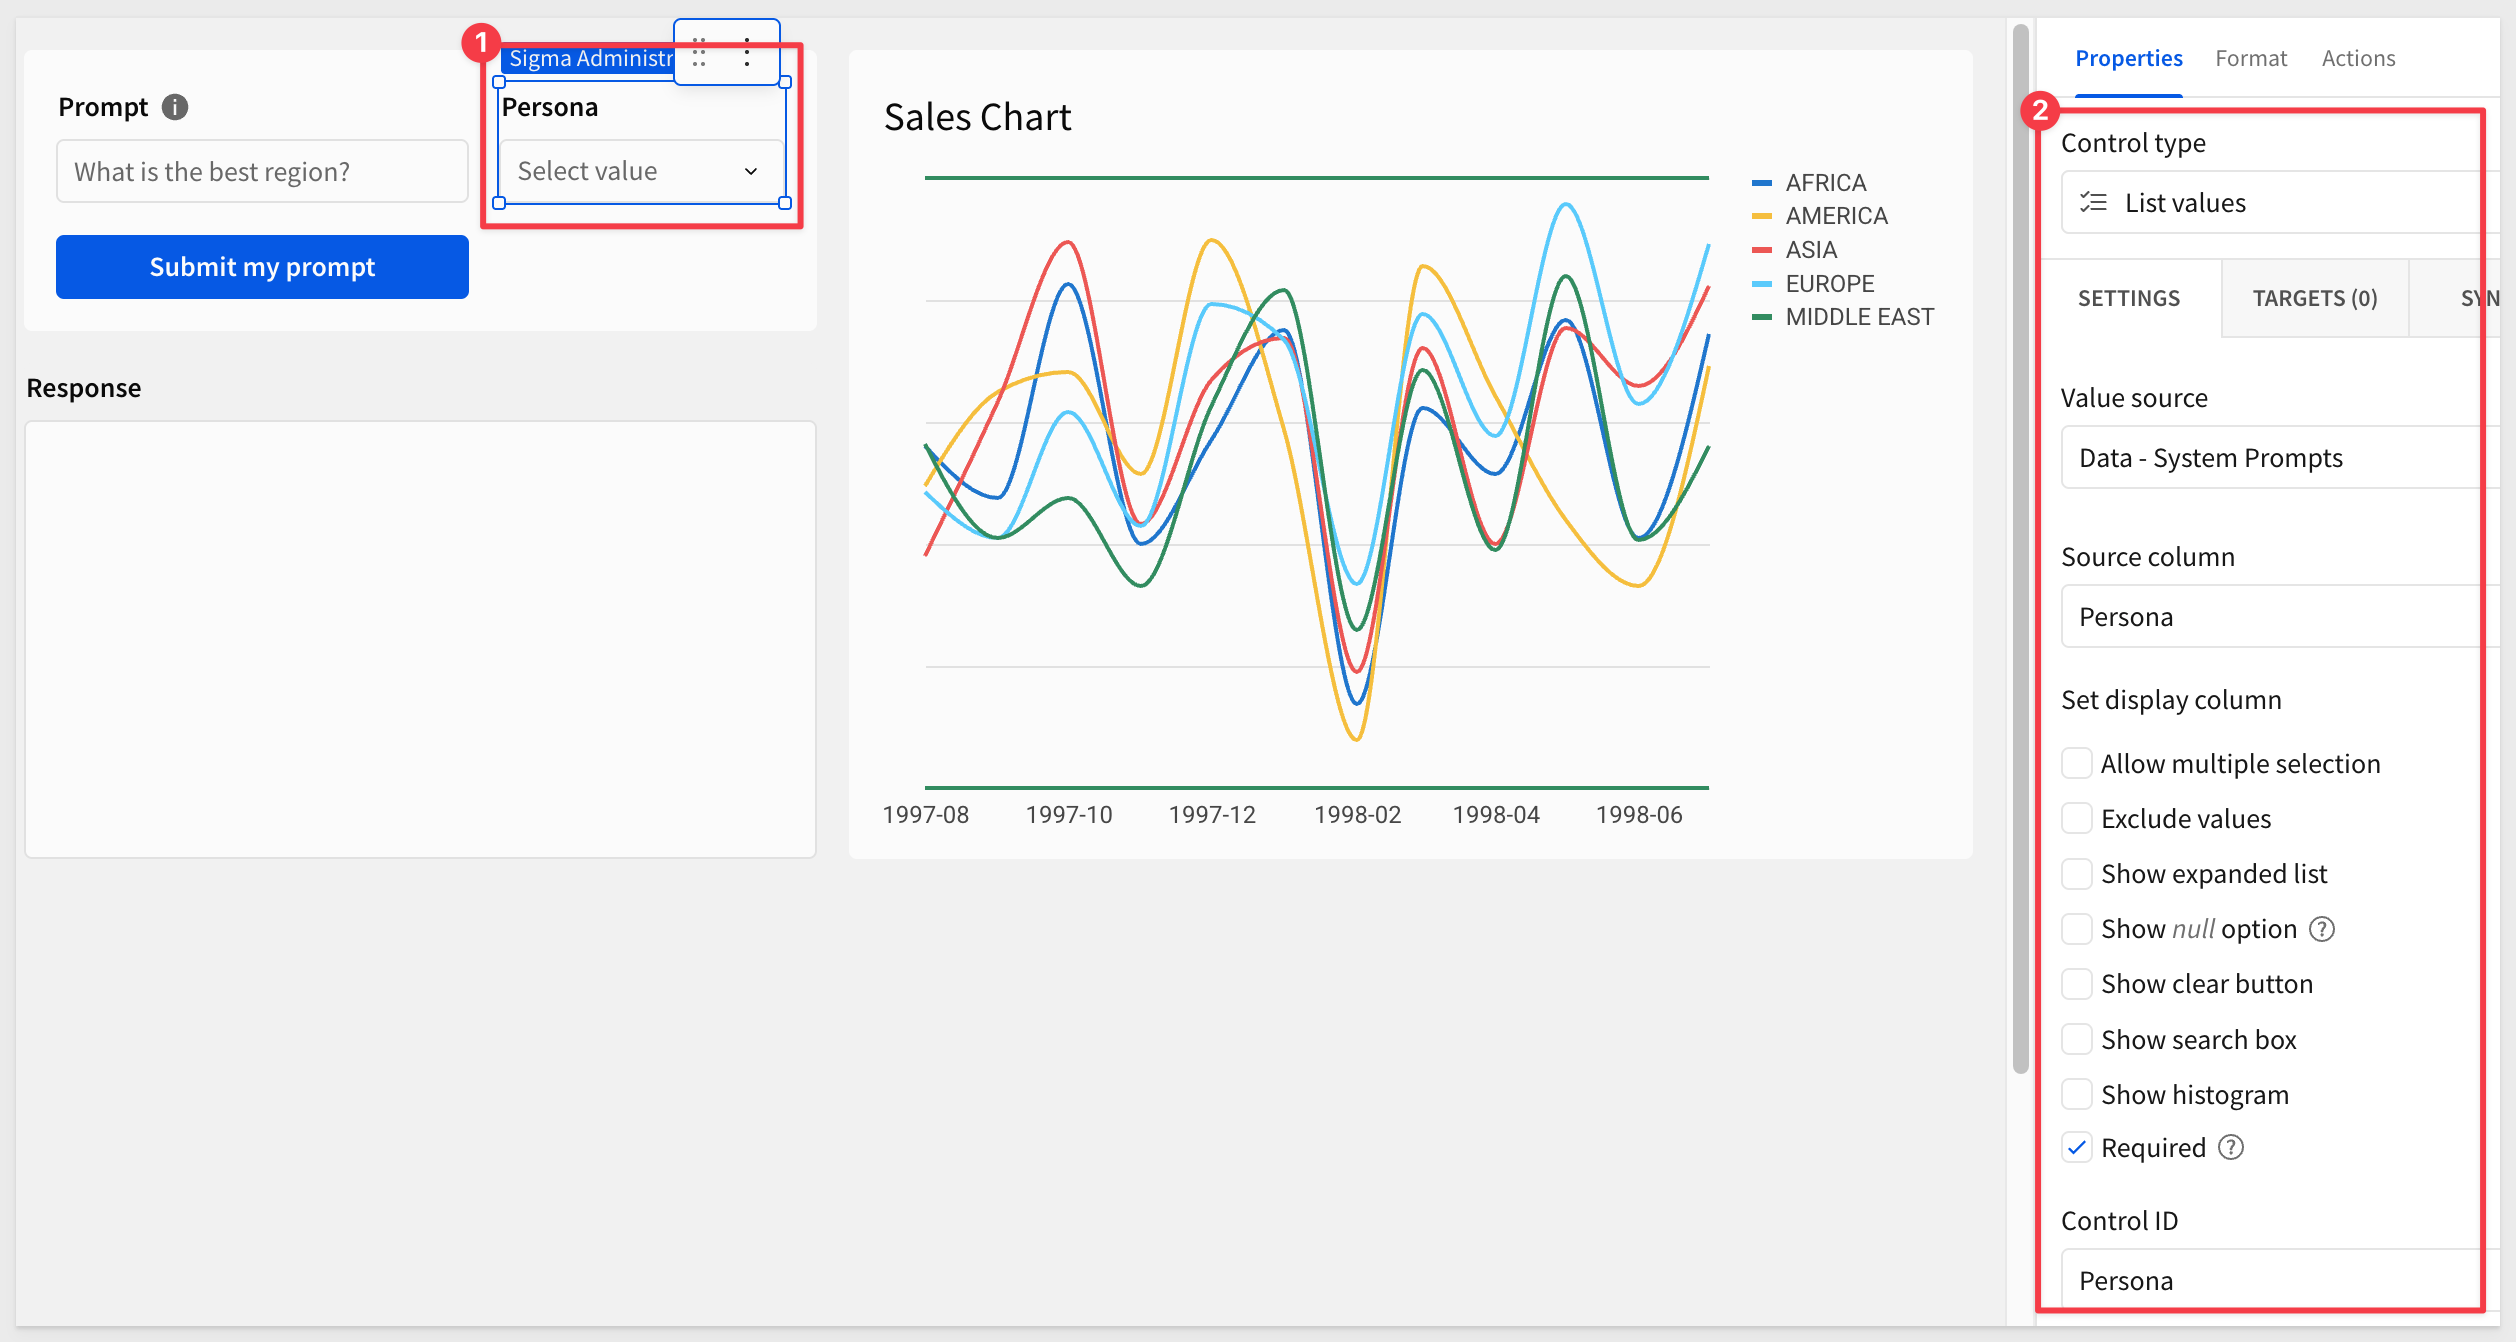 1
Sigma Administr
Prompt
Persona
What is the best region?
Select value
Submit my prompt
Response
Sales Chart
AFRICA
AMERICA
ASIA
EUROPE
MIDDLE EAST
1997-08 1997-10 1997-12 1998-02 1998-04 1998-06
Properties Format Actions
2
Control type
List values
SETTINGS TARGETS (0) SYN
Value source
Data - System Prompts
Source column
Persona
Set display column
Allow multiple selection
Exclude values
Show expanded list
Show null option ?
Show clear button
Show search box
Show histogram
Required ?
Control ID
Persona